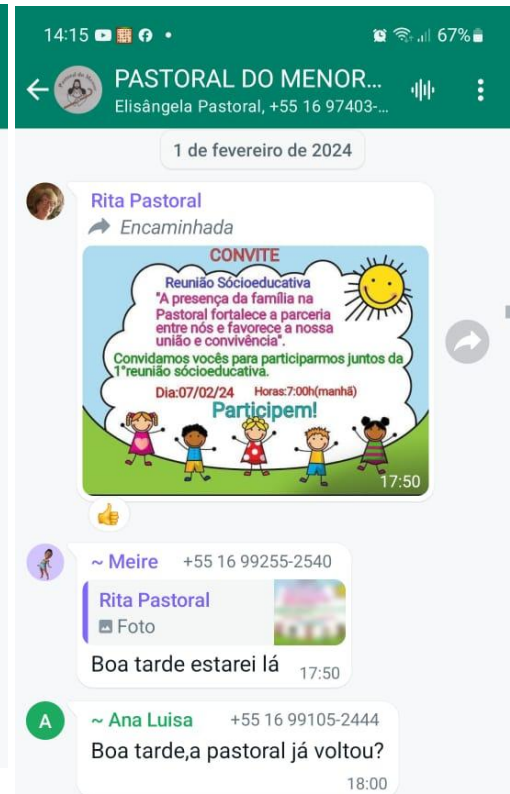 14:15
67%
PASTORAL DO MENOR...
Elisângela Pastoral, +55 16 97403-...
1 de fevereiro de 2024
Rita Pastoral
Encaminhada
CONVITE
Reunião Sócioeducativa
"A presença da família na
Pastoral fortalece a parceria
entre nós e favorece a nossa
união e convivência".
Convidamos vocês para participarmos juntos da
1°reunião sócioeducativa.
Dia:07/02/24 Horas:7:00h(manhã)
Participem!
17:50
~ Meire +55 16 99255-2540
Rita Pastoral
Foto
Boa tarde estarei lá 17:50
A
~ Ana Luisa +55 16 99105-2444
Boa tarde,a pastoral já voltou?
18:00